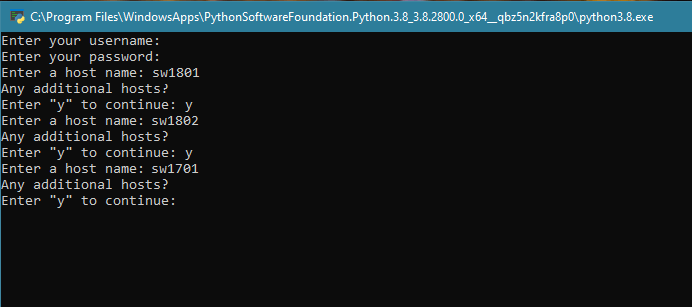 C:\Program Files\WindowsApps\PythonSoftwareFoundation.Python.3.8_3.8.2800.0_x64__qbz5n2kfra8p0\python3.8.exe
Enter your username:
Enter your password:
Enter a host name: sw1801
Any additional hosts?
Enter "y" to continue: y
Enter a host name: sw1802
Any additional hosts?
Enter "y" to continue: y
Enter a host name: sw1701
Any additional hosts?
Enter "y" to continue: